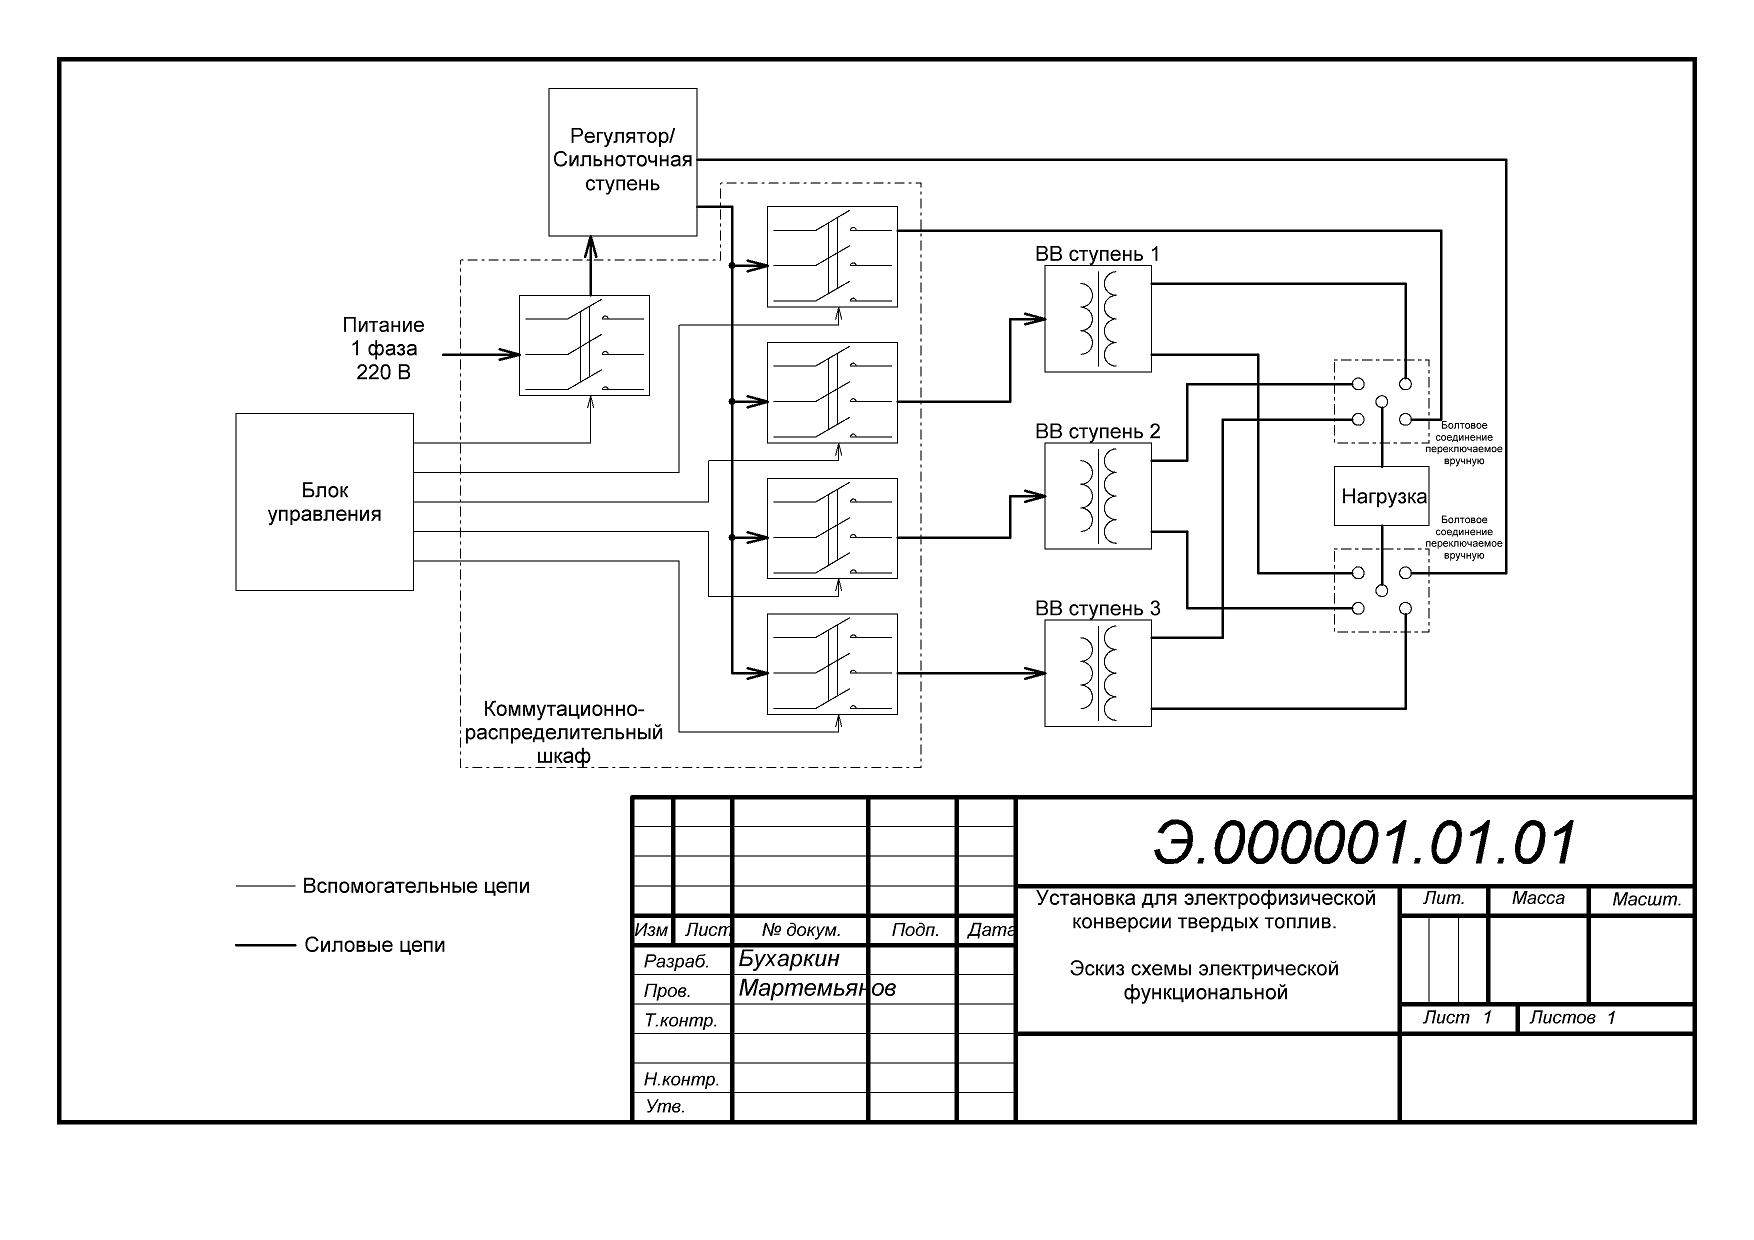 Регулятор/
Сильноточная
ступень
ВВ ступень 1
Питание
1 фаза
220 В
Болтовое
соединение
переключаемое
вручную
ВВ ступень 2
Блок
управления
Нагрузка
Болтовое
соединение
переключаемое
вручную
ВВ ступень 3
Коммутационно-
распределительный
шкаф
Вспомогательные цепи
Силовые цепи
Э.000001.01.01
Установка для электрофизической
конверсии твердых топлив.
Эскиз схемы электрической
функциональной
Лит. Масса Масшт.
Лист 1 Листов 1
Изм Лист № докум. Подп. Дата
Разраб. Бухаркин
Пров. Мартемьянов
Т.контр.
Н.контр.
Утв.